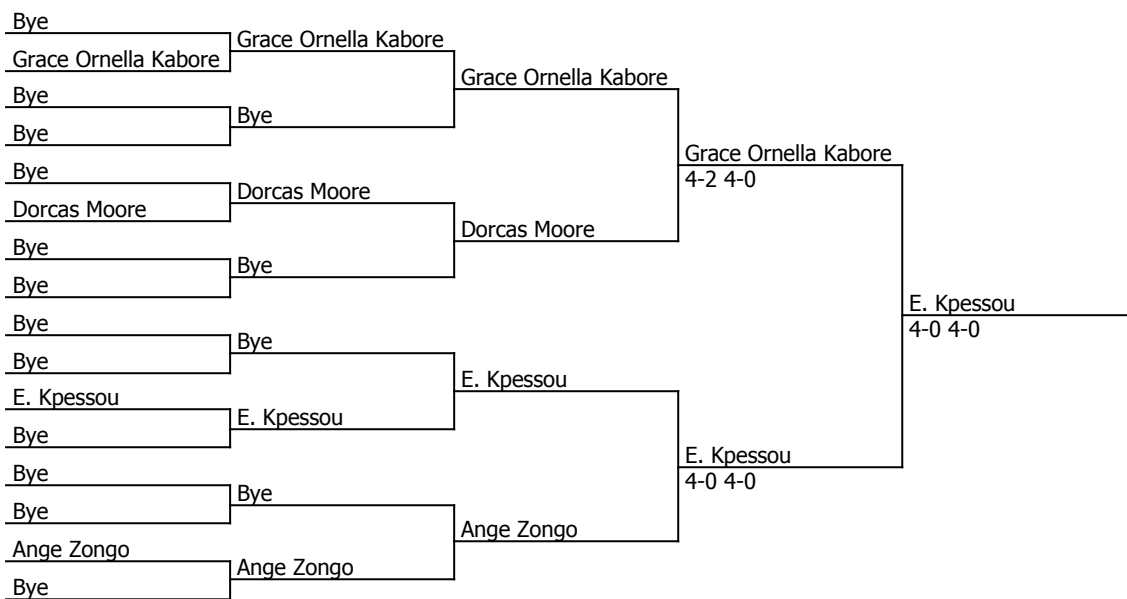 Bye
Grace Ornella Kabore
Bye
Bye
Bye
Dorcas Moore
Bye
Bye
Bye
Bye
E. Kpessou
Bye
Bye
Bye
Ange Zongo
Bye
Grace Ornella Kabore
Bye
Dorcas Moore
Bye
Bye
E. Kpessou
Bye
Ange Zongo
Grace Ornella Kabore
Dorcas Moore
E. Kpessou
Ange Zongo
Grace Ornella Kabore
4-2 4-0
E. Kpessou
4-0 4-0
E. Kpessou
4-0 4-0